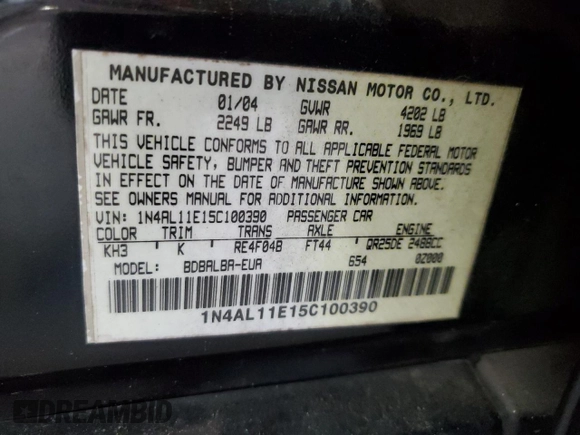 MANUFACTURED BY NISSAN MOTOR CO., LTD.
DATE 01/04 GVWR 4202 LB
GAWR FR. 2249 LB GAWR RR. 1969 LB
THIS VEHICLE CONFORMS TO ALL APPLICABLE FEDERAL MOTOR
VEHICLE SAFETY, BUMPER AND THEFT PREVENTION STANDARDS
IN EFFECT ON THE DATE OF MANUFACTURE SHOWN ABOVE.
SEE OWNERS MANUAL FOR ADDITIONAL INFORMATION.
VIN: 1N4AL11E15C100390 PASSENGER CAR
COLOR TRIM TRANS AXLE ENGINE
KH3 K RE4F04B FT44 QR25DE 2488CC
MODEL: BDBALBA-EUA 654 02000
1N4AL11E15C100390
DREAMBID